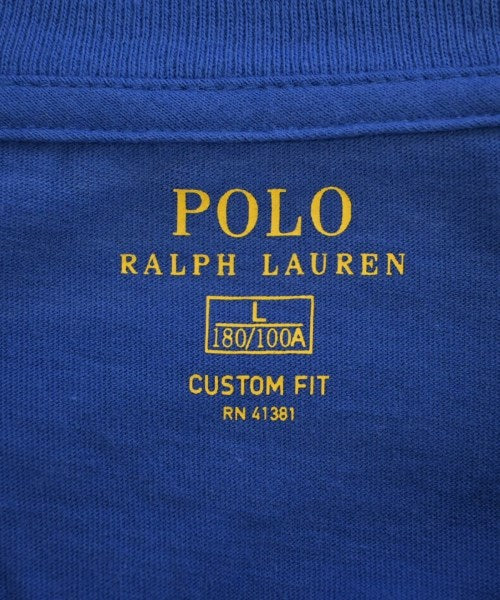 POLO
RALPH LAUREN
L
180/100A
CUSTOM FIT
RN 41381